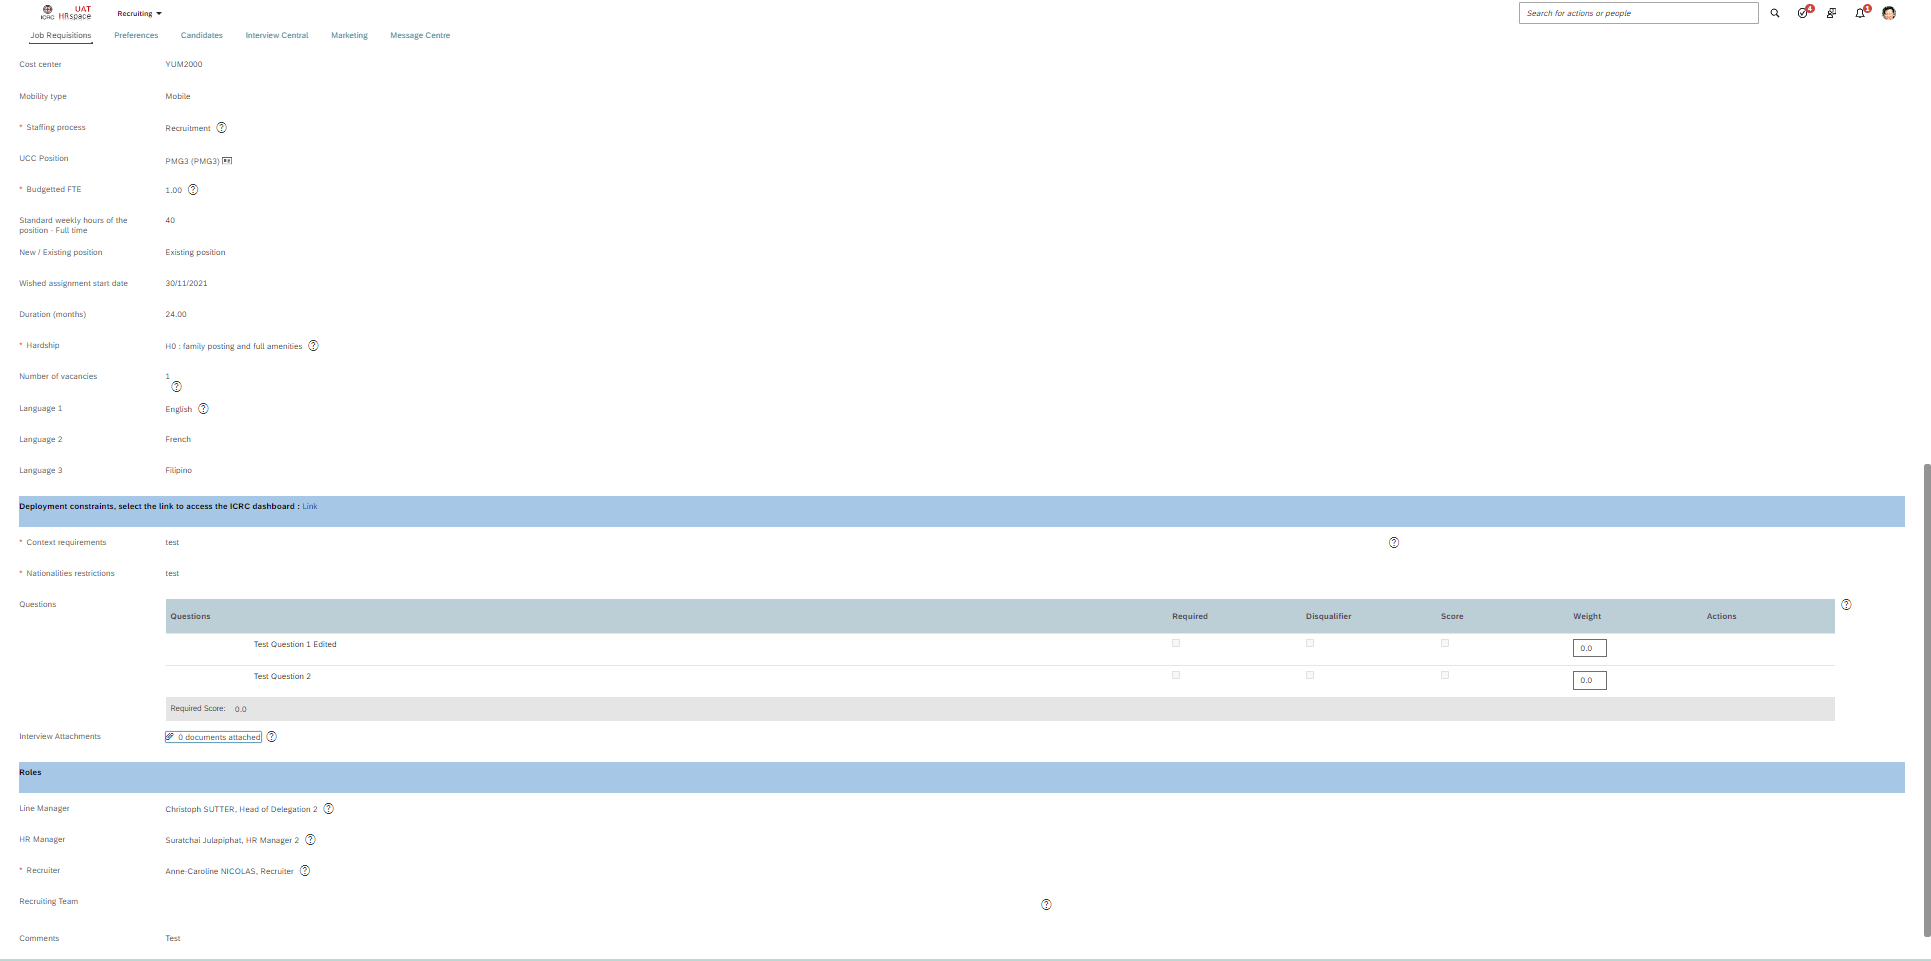 ICRC UAT HRspace
Recruiting
Search for actions or people
4
1
Job Requisitions Preferences Candidates Interview Central Marketing Message Centre
Cost center YUM2000
Mobility type Mobile
* Staffing process Recruitment ?
UCC Position PMG3 (PMG3)
* Budgetted FTE 1.00 ?
Standard weekly hours of the position - Full time 40
New / Existing position Existing position
Wished assignment start date 30/11/2021
Duration (months) 24.00
* Hardship H0 : family posting and full amenities ?
Number of vacancies 1
?
Language 1 English ?
Language 2 French
Language 3 Filipino
Deployment constraints, select the link to access the ICRC dashboard : Link
* Context requirements test ?
* Nationalities restrictions test
Questions ?
Questions Required Disqualifier Score Weight Actions
Test Question 1 Edited 0.0
Test Question 2 0.0
Required Score: 0.0
Interview Attachments 0 documents attached ?
Roles
Line Manager Christoph SUTTER, Head of Delegation 2 ?
HR Manager Suratchai Julapiphat, HR Manager 2 ?
* Recruiter Anne-Caroline NICOLAS, Recruiter ?
Recruiting Team ?
Comments Test